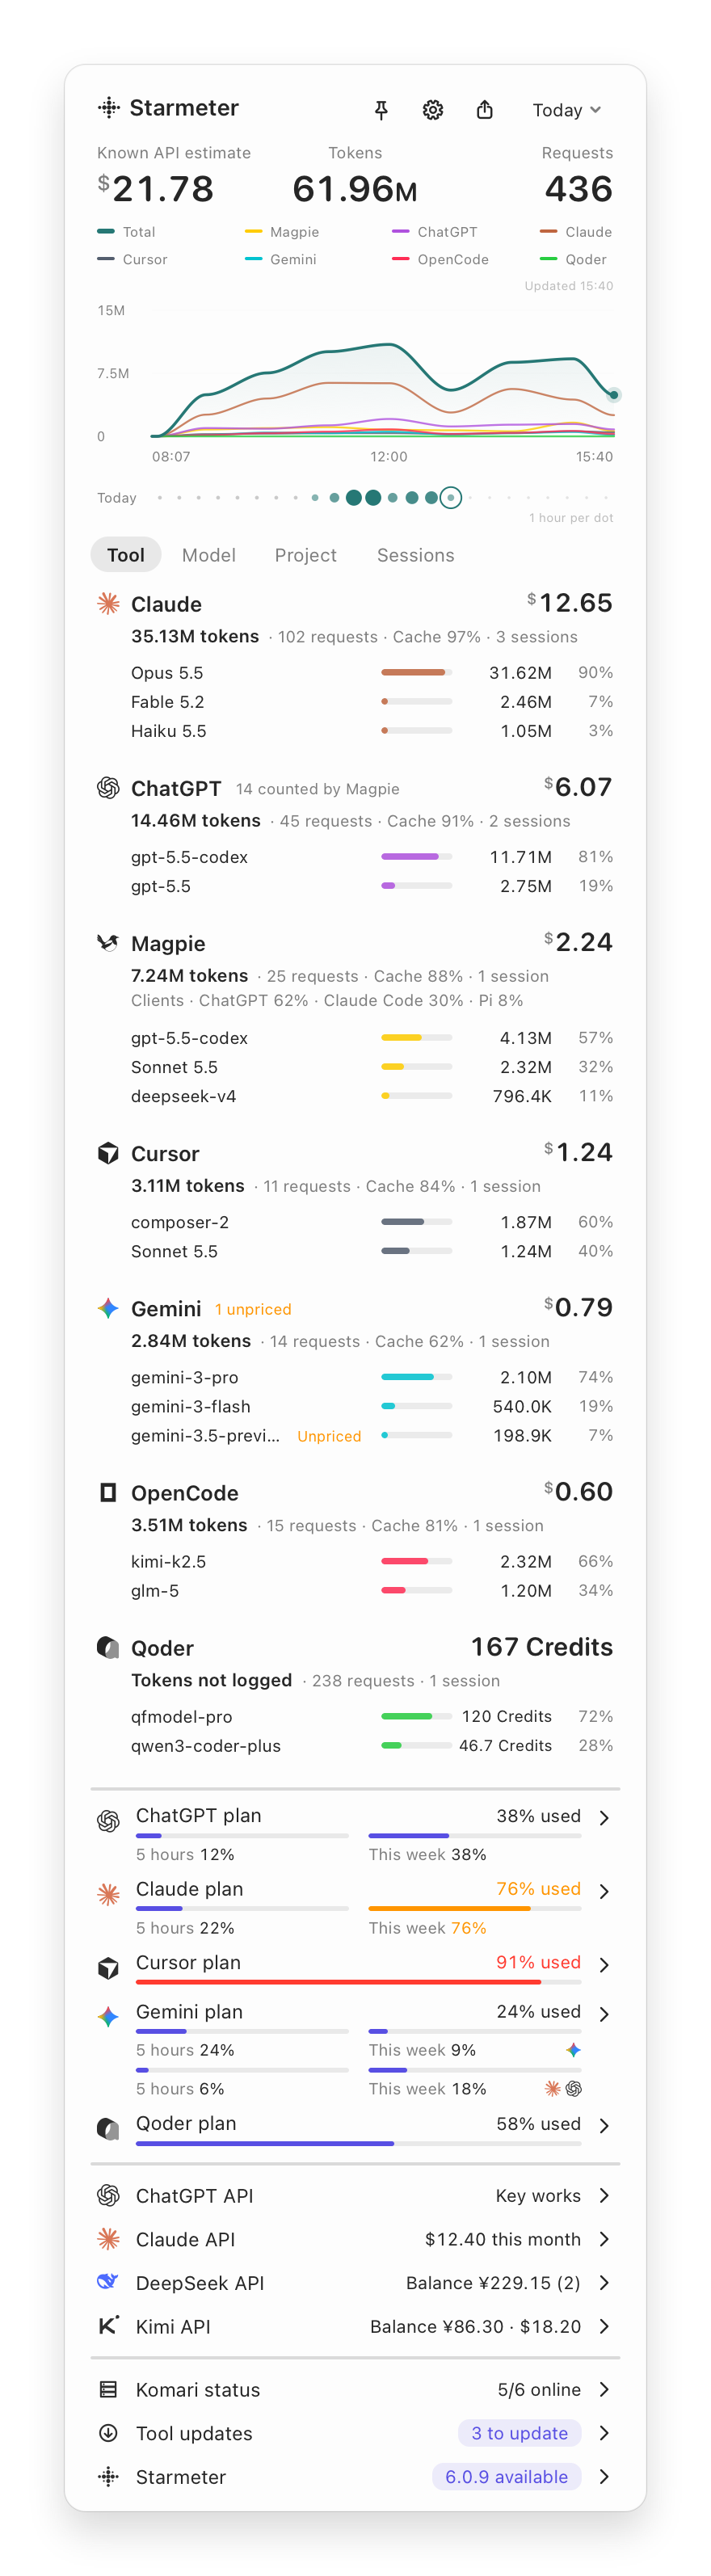 Starmeter
Today
Known API estimate Tokens Requests
$21.78 61.96M 436
Total Magpie ChatGPT Claude
Cursor Gemini OpenCode Qoder
Updated 15:40
15M
7.5M
0
08:07 12:00 15:40
Today
1 hour per dot
Tool Model Project Sessions
Claude $12.65
35.13M tokens · 102 requests · Cache 97% · 3 sessions
Opus 5.5 31.62M 90%
Fable 5.2 2.46M 7%
Haiku 5.5 1.05M 3%
ChatGPT 14 counted by Magpie $6.07
14.46M tokens · 45 requests · Cache 91% · 2 sessions
gpt-5.5-codex 11.71M 81%
gpt-5.5 2.75M 19%
Magpie $2.24
7.24M tokens · 25 requests · Cache 88% · 1 session
Clients · ChatGPT 62% · Claude Code 30% · Pi 8%
gpt-5.5-codex 4.13M 57%
Sonnet 5.5 2.32M 32%
deepseek-v4 796.4K 11%
Cursor $1.24
3.11M tokens · 11 requests · Cache 84% · 1 session
composer-2 1.87M 60%
Sonnet 5.5 1.24M 40%
Gemini 1 unpriced $0.79
2.84M tokens · 14 requests · Cache 62% · 1 session
gemini-3-pro 2.10M 74%
gemini-3-flash 540.0K 19%
gemini-3.5-previ... Unpriced 198.9K 7%
OpenCode $0.60
3.51M tokens · 15 requests · Cache 81% · 1 session
kimi-k2.5 2.32M 66%
glm-5 1.20M 34%
Qoder 167 Credits
Tokens not logged · 238 requests · 1 session
qfmodel-pro 120 Credits 72%
qwen3-coder-plus 46.7 Credits 28%
ChatGPT plan 38% used
5 hours 12% This week 38%
Claude plan 76% used
5 hours 22% This week 76%
Cursor plan 91% used
Gemini plan 24% used
5 hours 24% This week 9%
5 hours 6% This week 18%
Qoder plan 58% used
ChatGPT API Key works
Claude API $12.40 this month
DeepSeek API Balance ¥229.15 (2)
Kimi API Balance ¥86.30 · $18.20
Komari status 5/6 online
Tool updates 3 to update
Starmeter 6.0.9 available